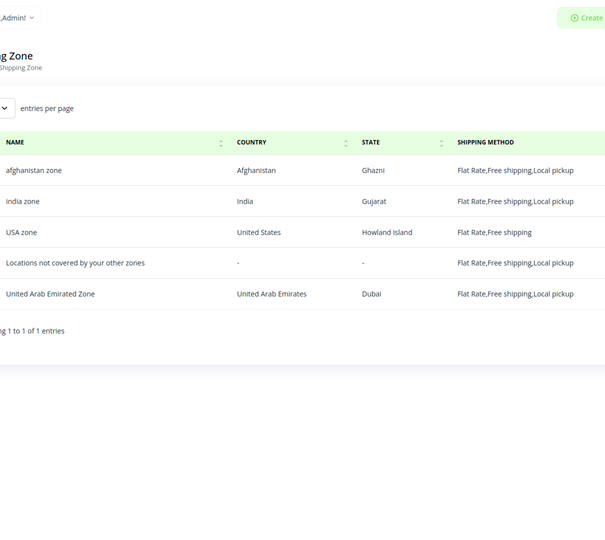 ,Admin!
Create
g Zone
Shipping Zone
entries per page
NAME COUNTRY STATE SHIPPING METHOD
afghanistan zone Afghanistan Ghazni Flat Rate,Free shipping,Local pickup
india zone India Gujarat Flat Rate,Free shipping,Local pickup
USA zone United States Howland Island Flat Rate,Free shipping
Locations not covered by your other zones - - Flat Rate,Free shipping,Local pickup
United Arab Emirated Zone United Arab Emirates Dubai Flat Rate,Free shipping,Local pickup
ng 1 to 1 of 1 entries